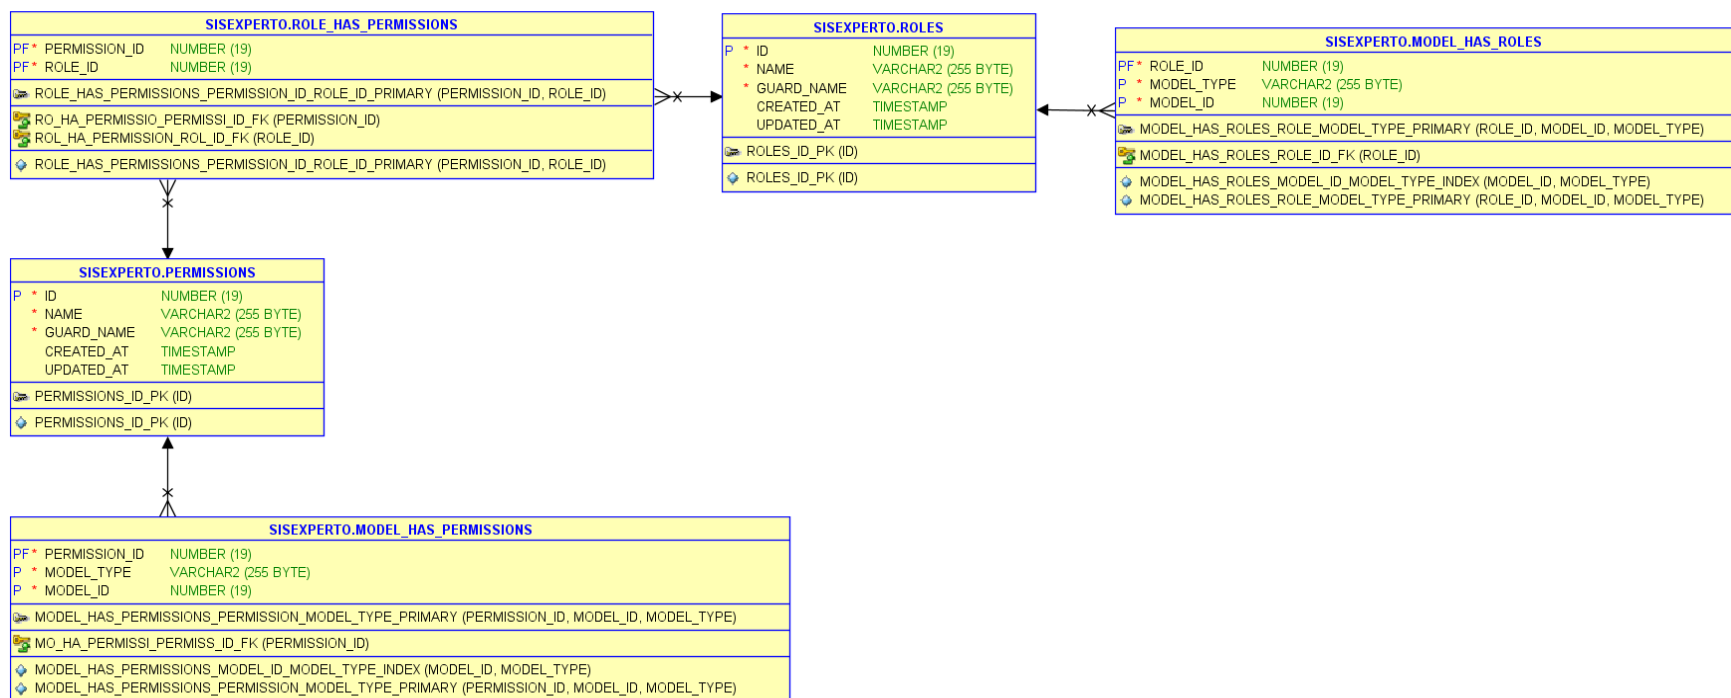 SISEXPERTO.ROLE_HAS_PERMISSIONS
PF* PERMISSION_ID NUMBER (19)
PF* ROLE_ID NUMBER (19)
ROLE_HAS_PERMISSIONS_PERMISSION_ID_ROLE_ID_PRIMARY (PERMISSION_ID, ROLE_ID)
RO_HA_PERMISSIO_PERMISSI_ID_FK (PERMISSION_ID)
ROL_HA_PERMISSION_ROL_ID_FK (ROLE_ID)
ROLE_HAS_PERMISSIONS_PERMISSION_ID_ROLE_ID_PRIMARY (PERMISSION_ID, ROLE_ID)
SISEXPERTO.ROLES
P * ID NUMBER (19)
* NAME VARCHAR2 (255 BYTE)
* GUARD_NAME VARCHAR2 (255 BYTE)
CREATED_AT TIMESTAMP
UPDATED_AT TIMESTAMP
ROLES_ID_PK (ID)
ROLES_ID_PK (ID)
SISEXPERTO.MODEL_HAS_ROLES
PF* ROLE_ID NUMBER (19)
P * MODEL_TYPE VARCHAR2 (255 BYTE)
P * MODEL_ID NUMBER (19)
MODEL_HAS_ROLES_ROLE_MODEL_TYPE_PRIMARY (ROLE_ID, MODEL_ID, MODEL_TYPE)
MODEL_HAS_ROLES_ROLE_ID_FK (ROLE_ID)
MODEL_HAS_ROLES_MODEL_ID_MODEL_TYPE_INDEX (MODEL_ID, MODEL_TYPE)
MODEL_HAS_ROLES_ROLE_MODEL_TYPE_PRIMARY (ROLE_ID, MODEL_ID, MODEL_TYPE)
SISEXPERTO.PERMISSIONS
P * ID NUMBER (19)
* NAME VARCHAR2 (255 BYTE)
* GUARD_NAME VARCHAR2 (255 BYTE)
CREATED_AT TIMESTAMP
UPDATED_AT TIMESTAMP
PERMISSIONS_ID_PK (ID)
PERMISSIONS_ID_PK (ID)
SISEXPERTO.MODEL_HAS_PERMISSIONS
PF* PERMISSION_ID NUMBER (19)
P * MODEL_TYPE VARCHAR2 (255 BYTE)
P * MODEL_ID NUMBER (19)
MODEL_HAS_PERMISSIONS_PERMISSION_MODEL_TYPE_PRIMARY (PERMISSION_ID, MODEL_ID, MODEL_TYPE)
MO_HA_PERMISSI_PERMISS_ID_FK (PERMISSION_ID)
MODEL_HAS_PERMISSIONS_MODEL_ID_MODEL_TYPE_INDEX (MODEL_ID, MODEL_TYPE)
MODEL_HAS_PERMISSIONS_PERMISSION_MODEL_TYPE_PRIMARY (PERMISSION_ID, MODEL_ID, MODEL_TYPE)